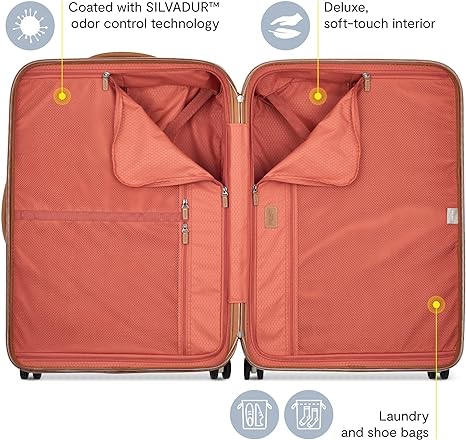 Coated with SILVADUR™
odor control technology
Deluxe,
soft-touch interior
Laundry
and shoe bags